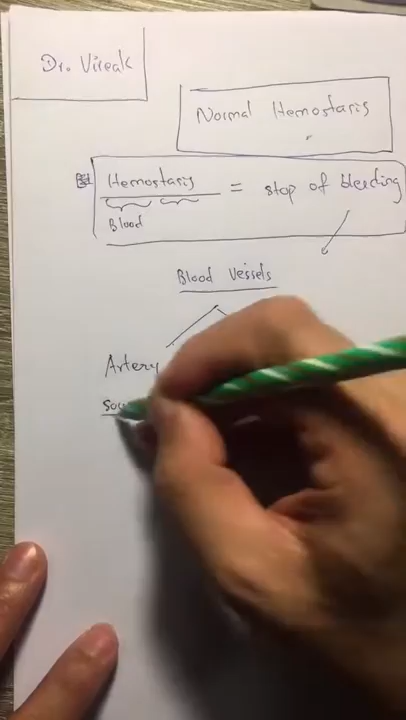 Dr. Vireak
Normal Hemostasis
Hemostasis = stop of bleeding
Blood
Blood Vessels
Artery